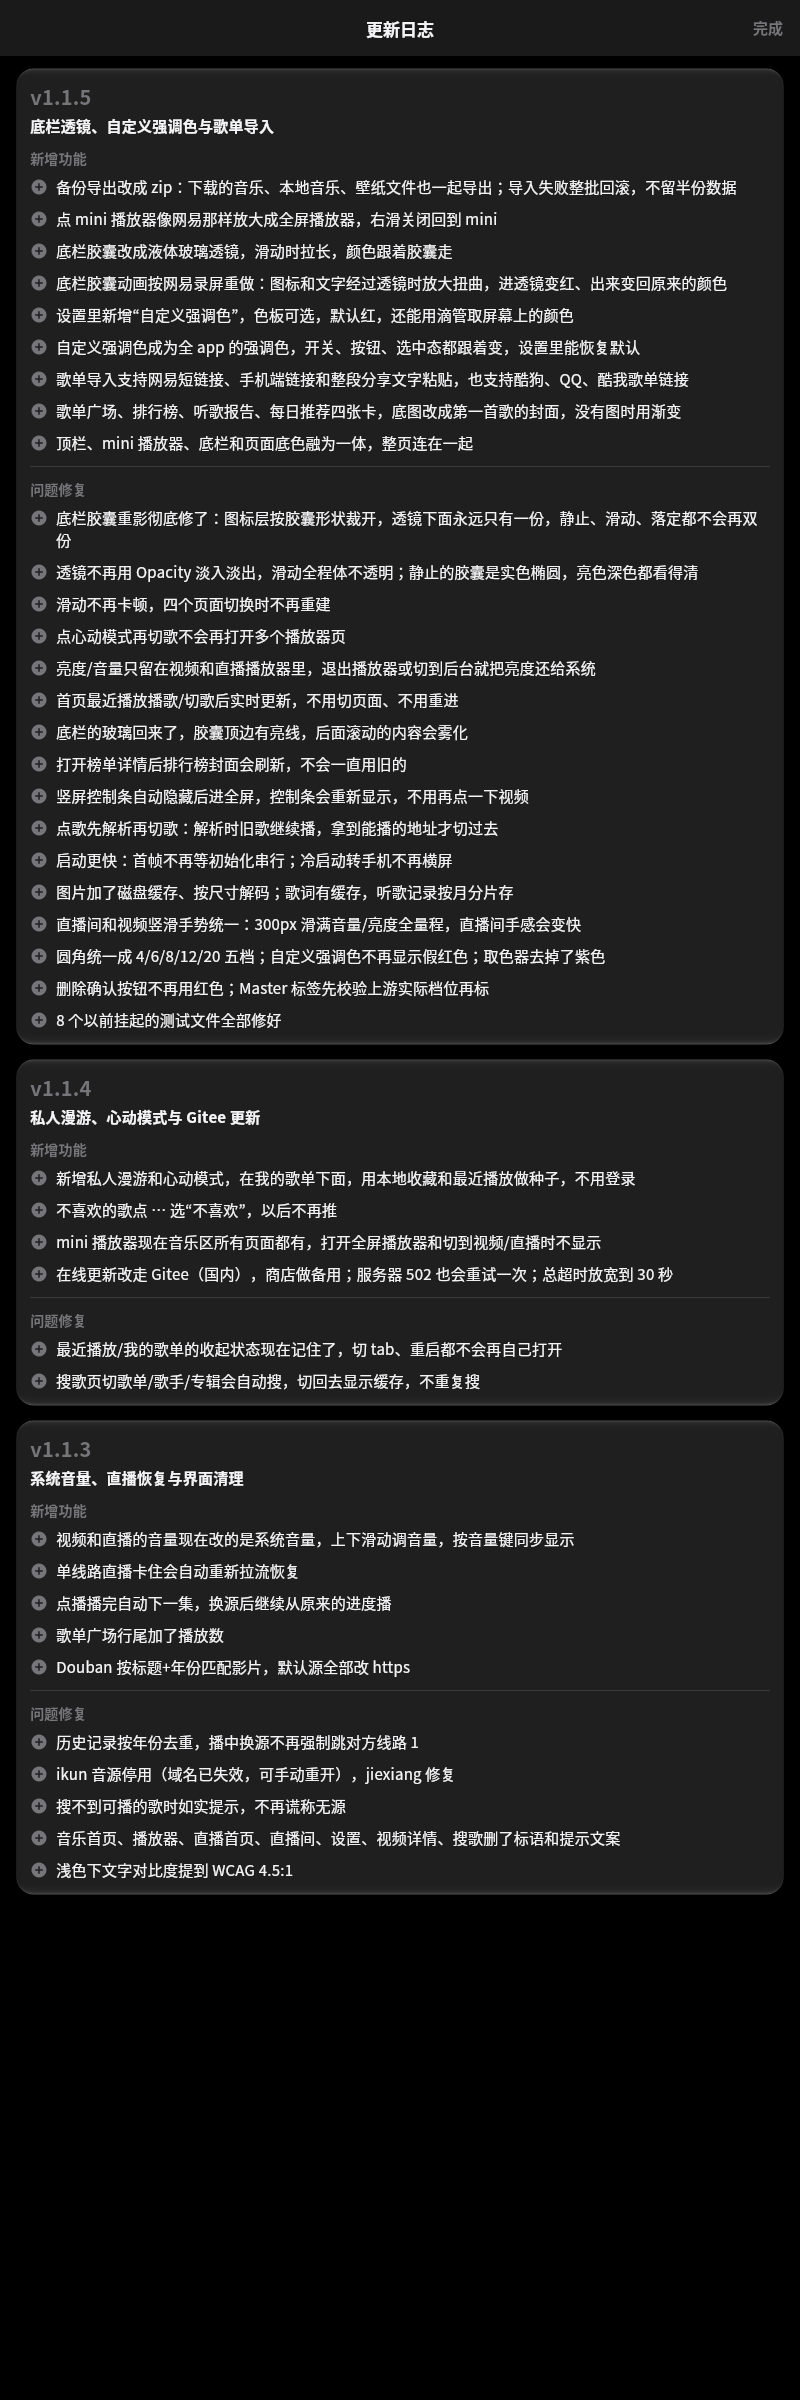 更新日志
完成
v1.1.5
底栏透镜、自定义强调色与歌单导入
新增功能
备份导出改成 zip：下载的音乐、本地音乐、壁纸文件也一起导出；导入失败整批回滚，不留半份数据
点 mini 播放器像网易那样放大成全屏播放器，右滑关闭回到 mini
底栏胶囊改成液体玻璃透镜，滑动时拉长，颜色跟着胶囊走
底栏胶囊动画按网易录屏重做：图标和文字经过透镜时放大扭曲，进透镜变红、出来变回原来的颜色
设置里新增“自定义强调色”，色板可选，默认红，还能用滴管取屏幕上的颜色
自定义强调色成为全 app 的强调色，开关、按钮、选中态都跟着变，设置里能恢复默认
歌单导入支持网易短链接、手机端链接和整段分享文字粘贴，也支持酷狗、QQ、酷我歌单链接
歌单广场、排行榜、听歌报告、每日推荐四张卡，底图改成第一首歌的封面，没有图时用渐变
顶栏、mini 播放器、底栏和页面底色融为一体，整页连在一起
问题修复
底栏胶囊重影彻底修了：图标层按胶囊形状裁开，透镜下面永远只有一份，静止、滑动、落定都不会再双
份
透镜不再用 Opacity 淡入淡出，滑动全程体不透明；静止的胶囊是实色椭圆，亮色深色都看得清
滑动不再卡顿，四个页面切换时不再重建
点心动模式再切歌不会再打开多个播放器页
亮度/音量只留在视频和直播播放器里，退出播放器或切到后台就把亮度还给系统
首页最近播放播歌/切歌后实时更新，不用切页面、不用重进
底栏的玻璃回来了，胶囊顶边有亮线，后面滚动的内容会雾化
打开榜单详情后排行榜封面会刷新，不会一直用旧的
竖屏控制条自动隐藏后进全屏，控制条会重新显示，不用再点一下视频
点歌先解析再切歌：解析时旧歌继续播，拿到能播的地址才切过去
启动更快：首帧不再等初始化串行；冷启动转手机不再横屏
图片加了磁盘缓存、按尺寸解码；歌词有缓存，听歌记录按月分片存
直播间和视频竖滑手势统一：300px 滑满音量/亮度全量程，直播间手感会变快
圆角统一成 4/6/8/12/20 五档；自定义强调色不再显示假红色；取色器去掉了紫色
删除确认按钮不再用红色；Master 标签先校验上游实际档位再标
8 个以前挂起的测试文件全部修好
v1.1.4
私人漫游、心动模式与 Gitee 更新
新增功能
新增私人漫游和心动模式，在我的歌单下面，用本地收藏和最近播放做种子，不用登录
不喜欢的歌点 ⋯ 选“不喜欢”，以后不再推
mini 播放器现在音乐区所有页面都有，打开全屏播放器和切到视频/直播时不显示
在线更新改走 Gitee（国内），商店做备用；服务器 502 也会重试一次；总超时放宽到 30 秒
问题修复
最近播放/我的歌单的收起状态现在记住了，切 tab、重启都不会再自己打开
搜歌页切歌单/歌手/专辑会自动搜，切回去显示缓存，不重复搜
v1.1.3
系统音量、直播恢复与界面清理
新增功能
视频和直播的音量现在改的是系统音量，上下滑动调音量，按音量键同步显示
单线路直播卡住会自动重新拉流恢复
点播播完自动下一集，换源后继续从原来的进度播
歌单广场行尾加了播放数
Douban 按标题+年份匹配影片，默认源全部改 https
问题修复
历史记录按年份去重，播中换源不再强制跳对方线路 1
ikun 音源停用（域名已失效，可手动重开），jiexiang 修复
搜不到可播的歌时如实提示，不再谎称无源
音乐首页、播放器、直播首页、直播间、设置、视频详情、搜歌删了标语和提示文案
浅色下文字对比度提到 WCAG 4.5:1